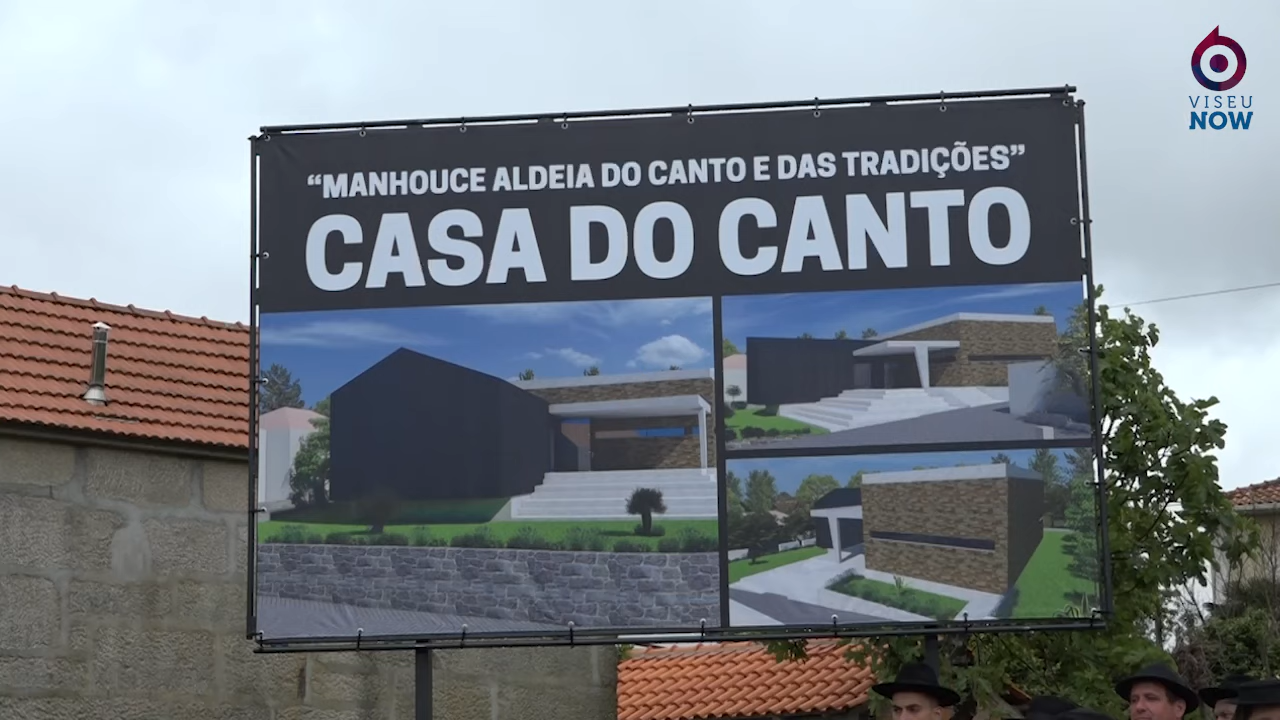 VISEU
NOW
“MANHOUCE ALDEIA DO CANTO E DAS TRADIÇÕES”
CASA DO CANTO